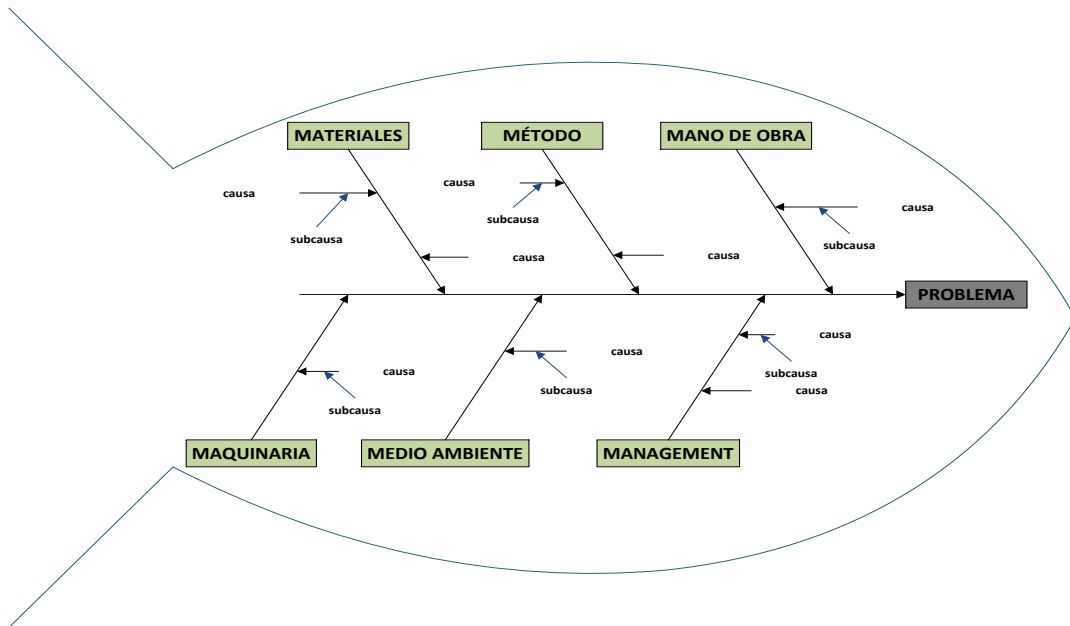 MATERIALES
MÉTODO
MANO DE OBRA
causa
causa
causa
subcausa
subcausa
subcausa
causa
causa
PROBLEMA
causa
causa
causa
subcausa
subcausa
subcausa
causa
MAQUINARIA
MEDIO AMBIENTE
MANAGEMENT